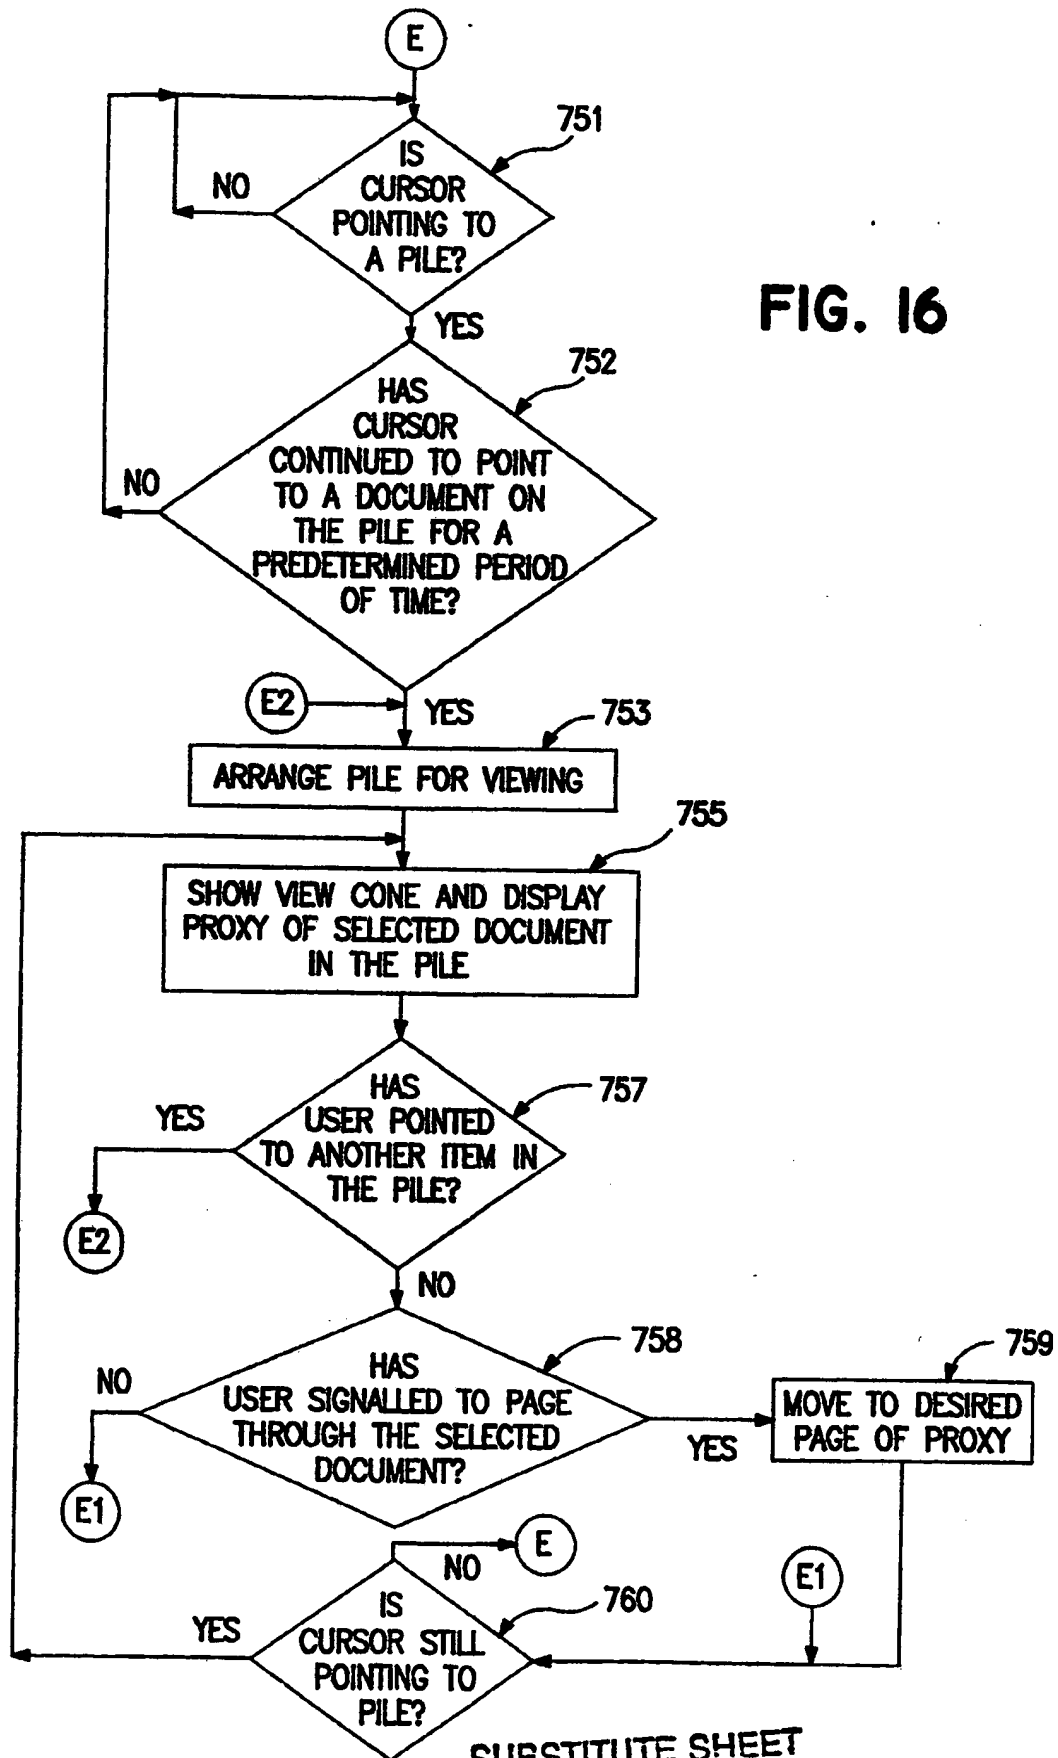 E
751
IS
CURSOR
POINTING TO
A PILE?
NO
FIG. 16
YES
752
HAS
CURSOR
CONTINUED TO POINT
TO A DOCUMENT ON
THE PILE FOR A
PREDETERMINED PERIOD
OF TIME?
NO
E2
YES
753
ARRANGE PILE FOR VIEWING
755
SHOW VIEW CONE AND DISPLAY
PROXY OF SELECTED DOCUMENT
IN THE PILE
757
HAS
USER POINTED
TO ANOTHER ITEM IN
THE PILE?
YES
E2
NO
758
HAS
USER SIGNALLED TO PAGE
THROUGH THE SELECTED
DOCUMENT?
NO
E1
YES
759
MOVE TO DESIRED
PAGE OF PROXY
E
NO
E1
760
IS
CURSOR STILL
POINTING TO
PILE?
YES
SUBSTITUTE SHEET